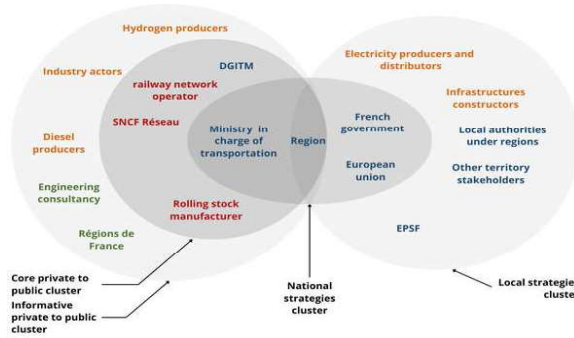 Hydrogen producers
DGITM
Industry actors
railway network
operator
SNCF Réseau
Diesel
producers
Ministry in
charge of
transportation
Region
Engineering
consultancy
Rolling stock
manufacturer
Régions de
France
Electricity producers and
distributors
Infrastructures
constructors
French
government
Local authorities
under regions
European
union
Other territory
stakeholders
EPSF
Core private to
public cluster
Informative
private to public
cluster
National
strategies
cluster
Local strategie
cluste